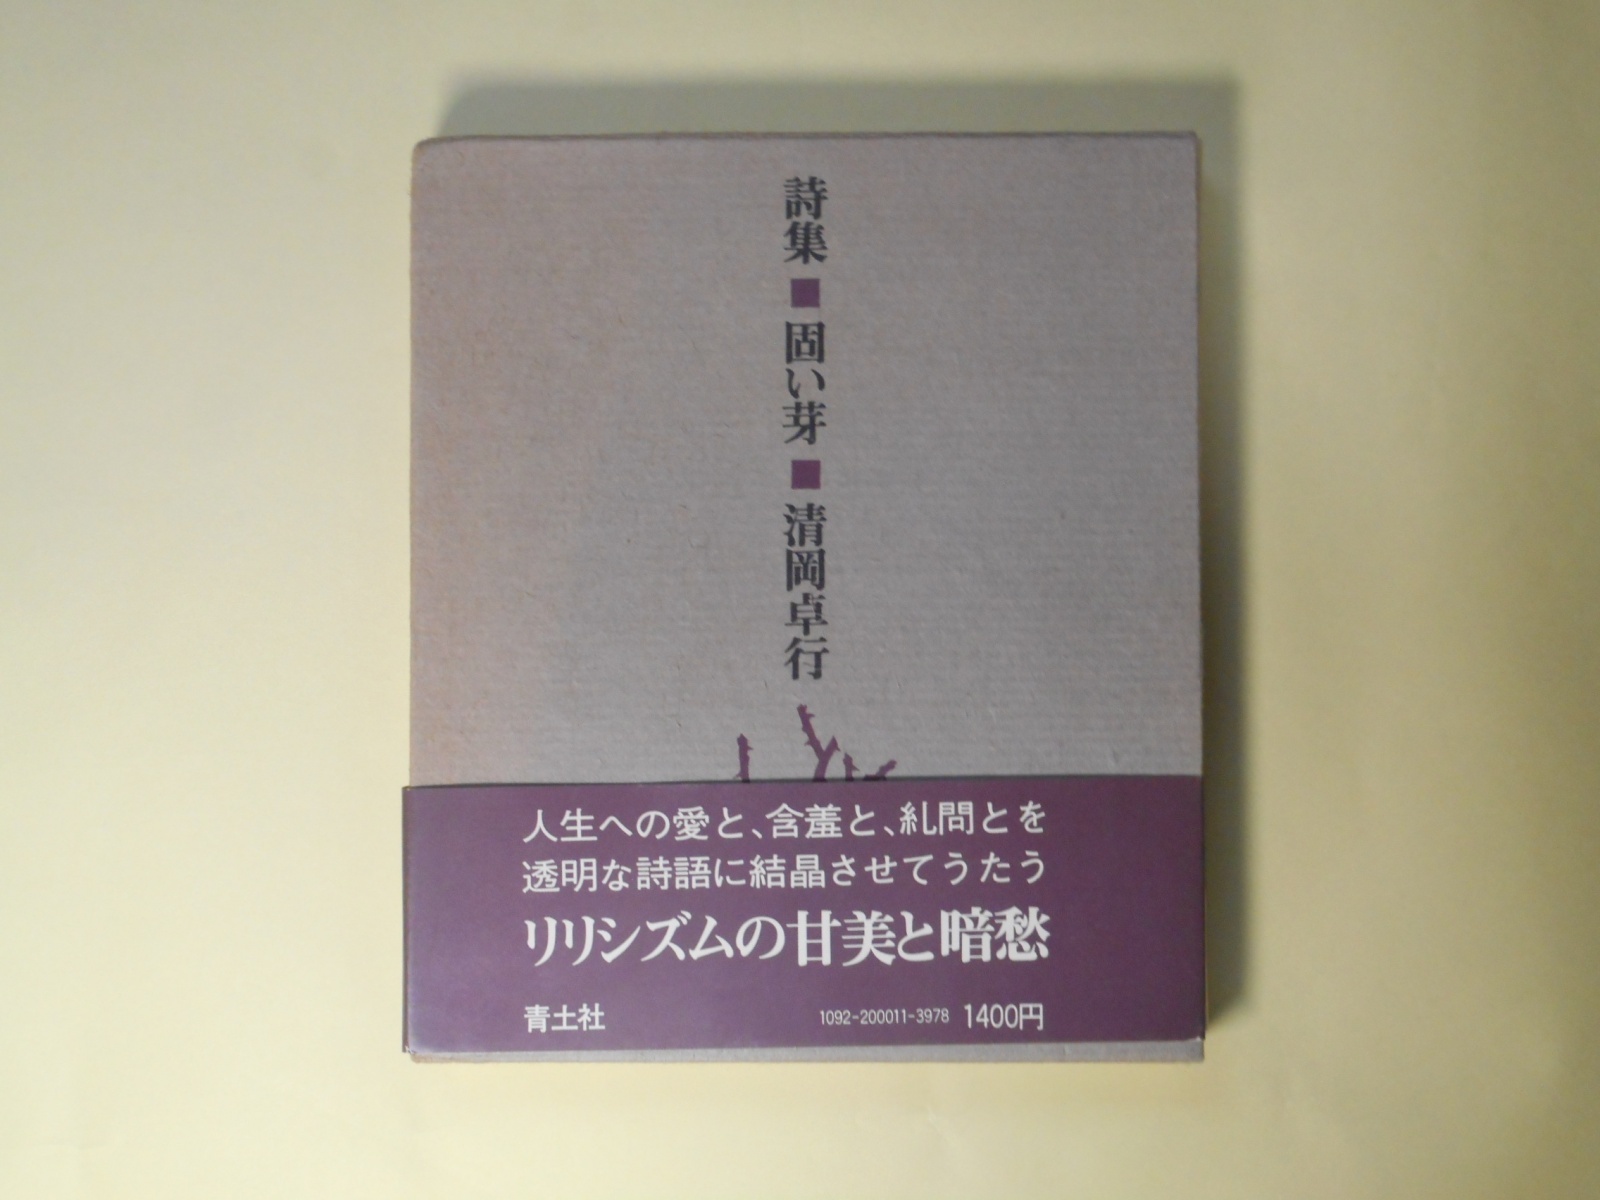 詩集■固い芽■清岡卓行
人生への愛と、含羞と、糺問とを
透明な詩語に結晶させてうたう
リリシズムの甘美と暗愁
青土社 1092-200011-3978 1400円